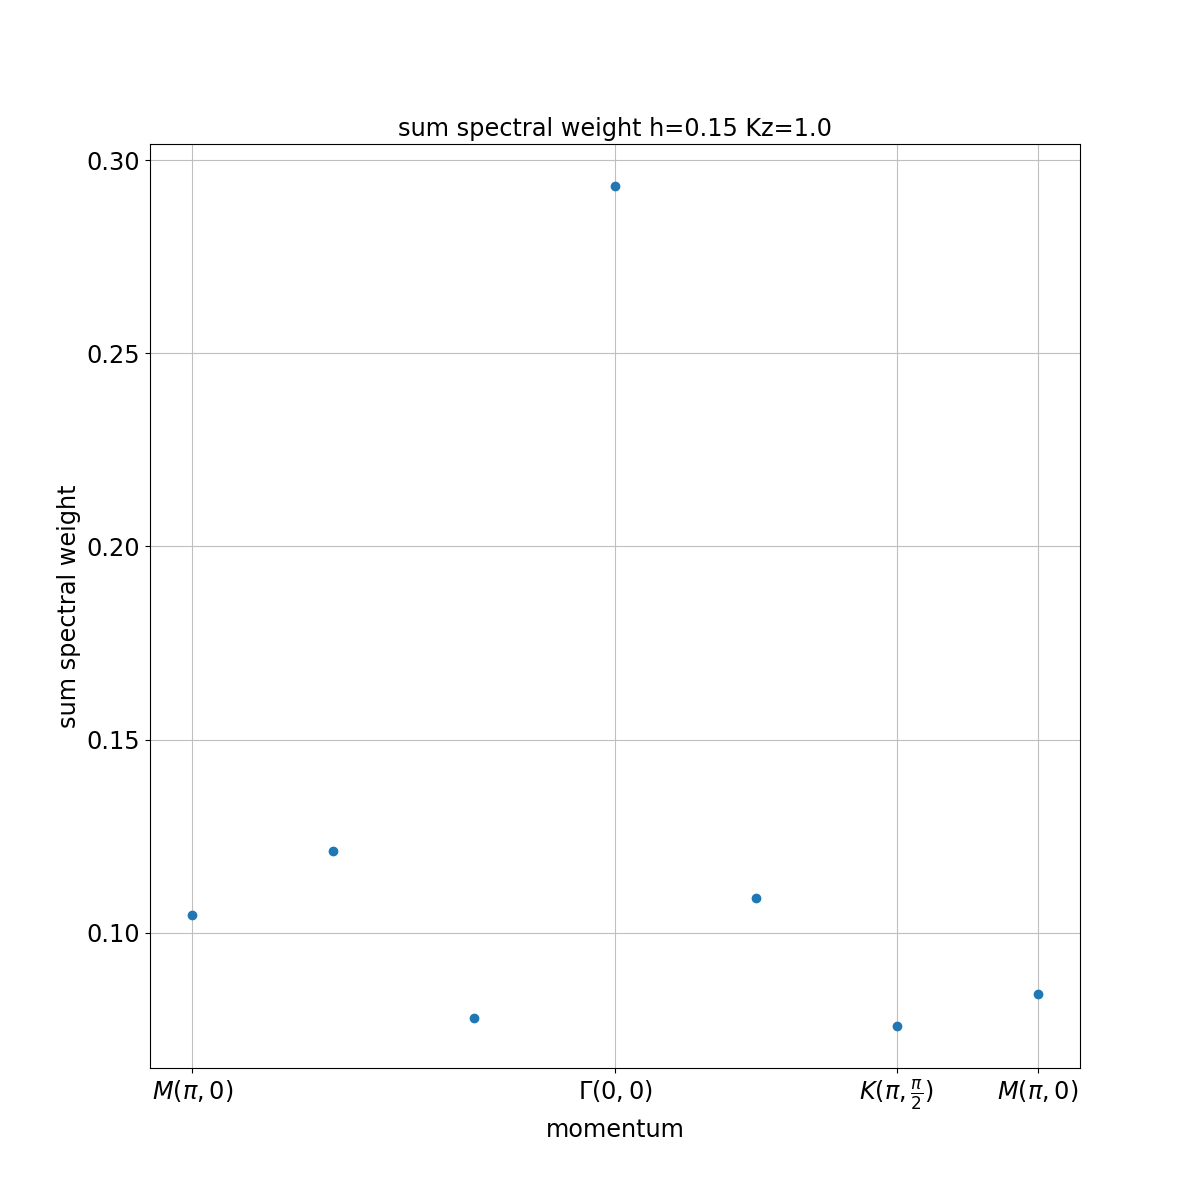 sum spectral weight h=0.15 Kz=1.0
0.30
0.25
0.20
0.15
0.10
sum spectral weight
M(π, 0)
Γ(0, 0)
K(π, π/2)
M(π, 0)
momentum